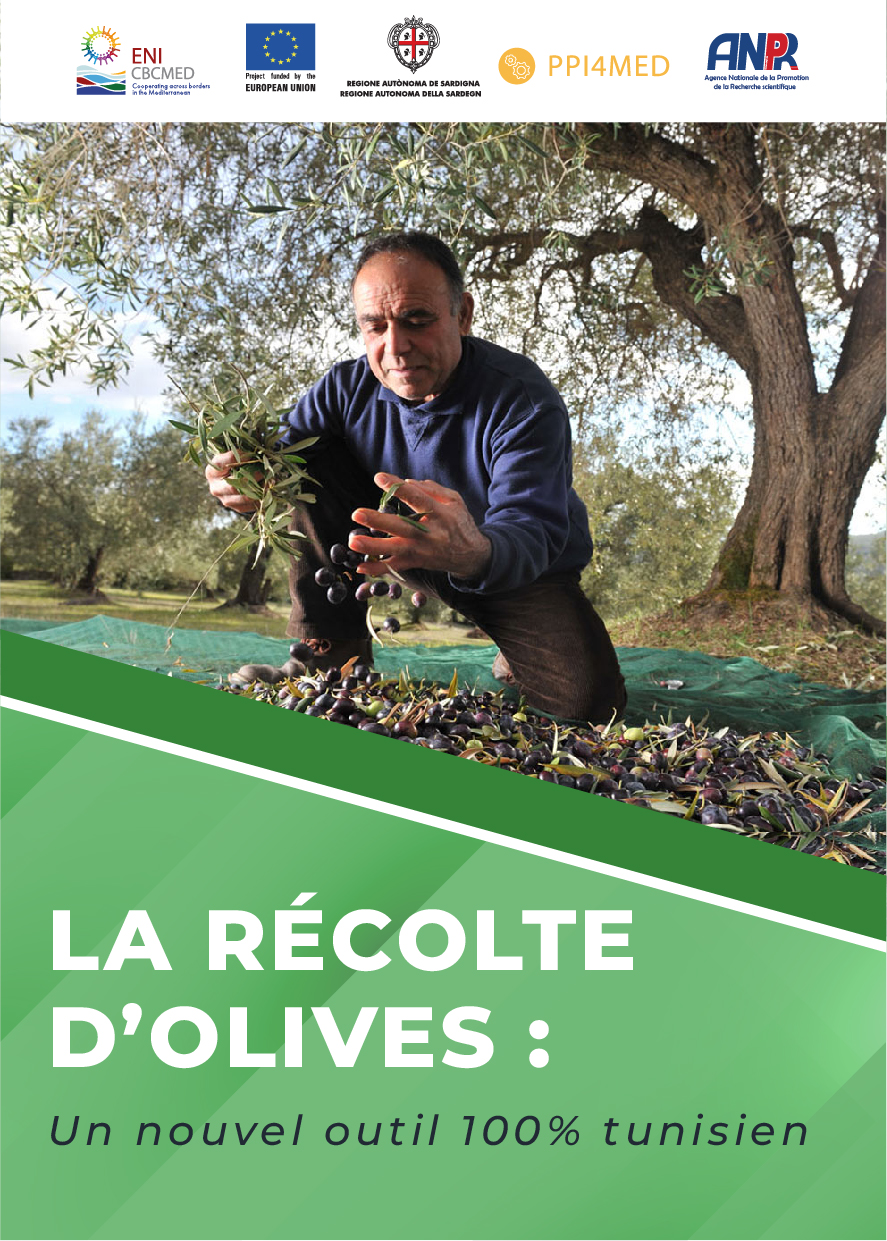 ENI
CBCMED
Cooperating across borders
in the Mediterranean
Project funded by the
EUROPEAN UNION
REGIONE AUTÒNOMA DE SARDIGNA
REGIONE AUTONOMA DELLA SARDEGN
PPI4MED
ANPR
Agence Nationale de la Promotion
de la Recherche scientifique
LA RÉCOLTE
D’OLIVES :
Un nouvel outil 100% tunisien